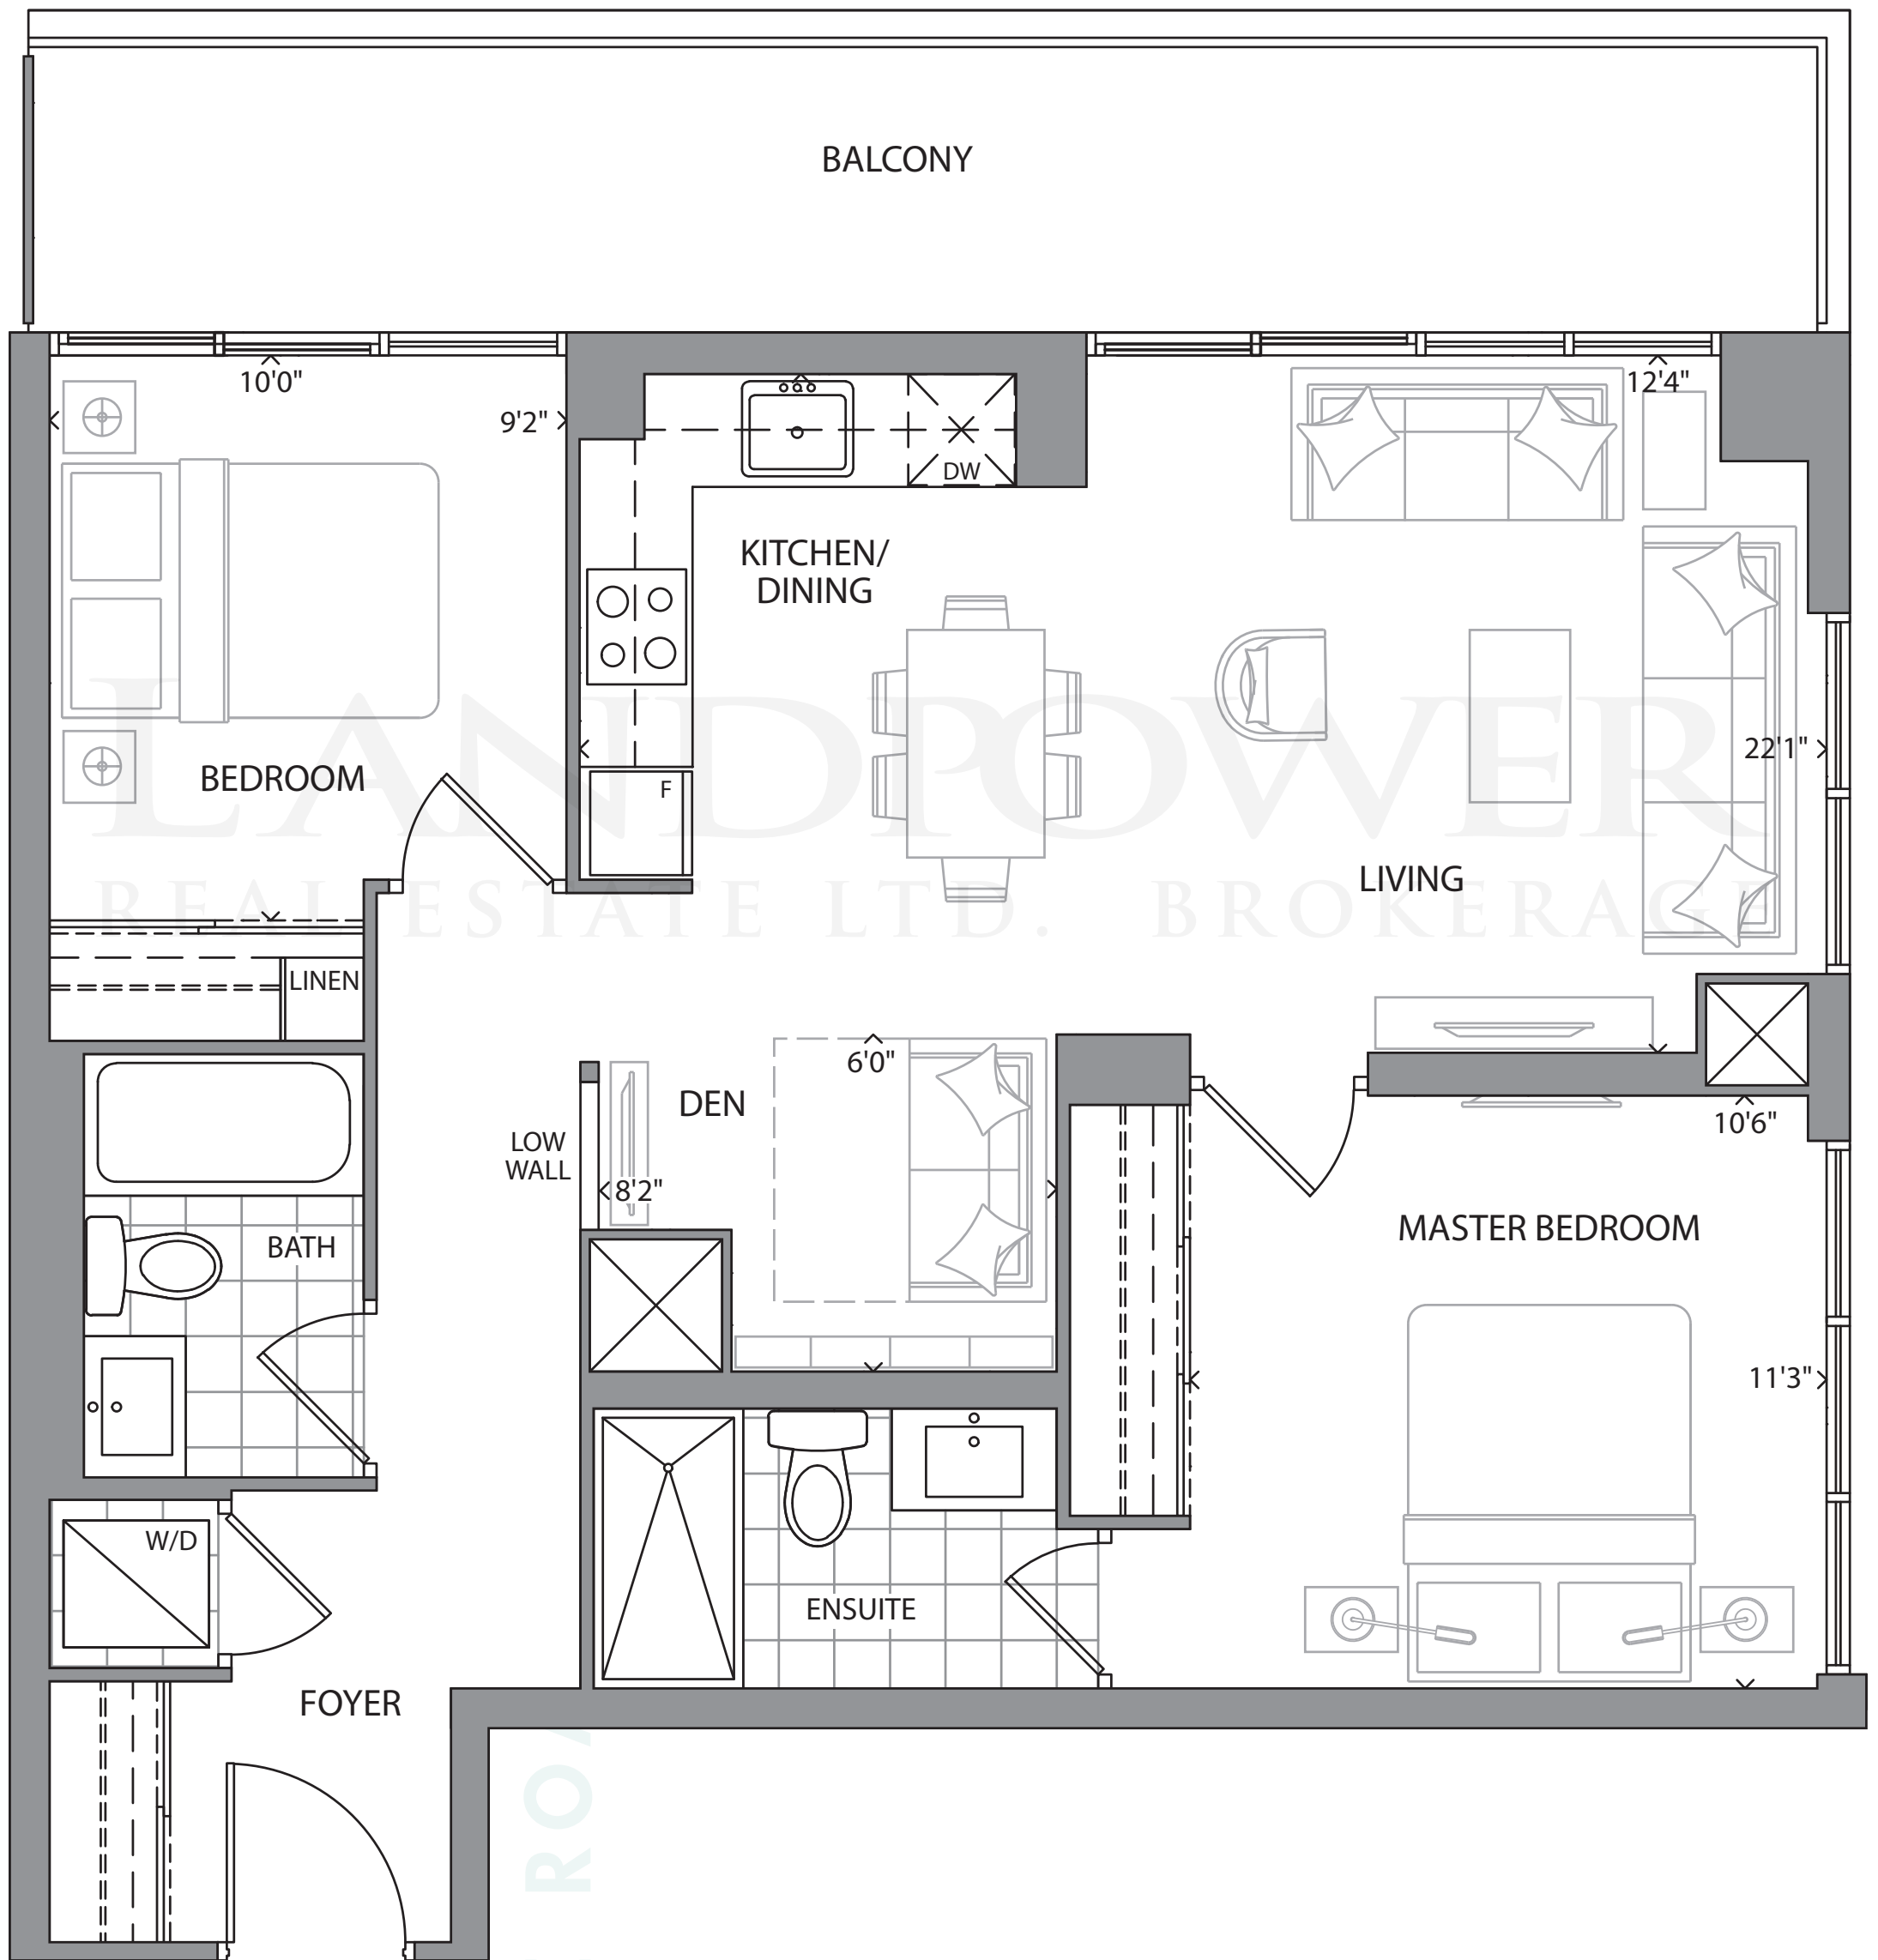 BALCONY
10'0"
12'4"
9'2"
DW
KITCHEN/
DINING
22'1"
BEDROOM
F
LANDPOWER
LIVING
REAL ESTATE LTD. BROKERAGE
LINEN
6'0"
DEN
10'6"
LOW
WALL
8'2"
MASTER BEDROOM
BATH
11'3"
W/D
ENSUITE
FOYER